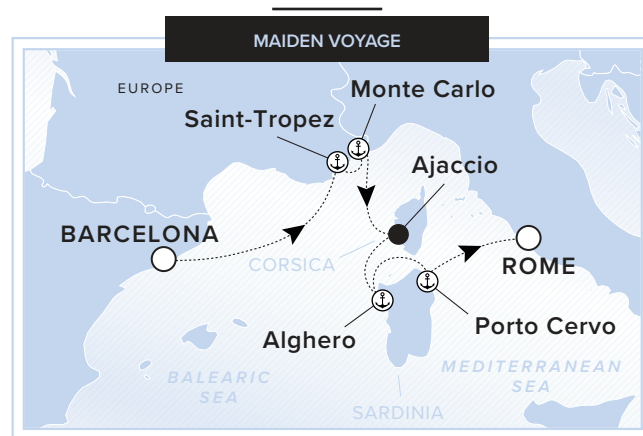 MAIDEN VOYAGE
EUROPE
Monte Carlo
Saint-Tropez
Ajaccio
BARCELONA
CORSICA
ROME
Alghero
Porto Cervo
BALEARIC
SEA
MEDITERRANEAN
SEA
SARDINIA